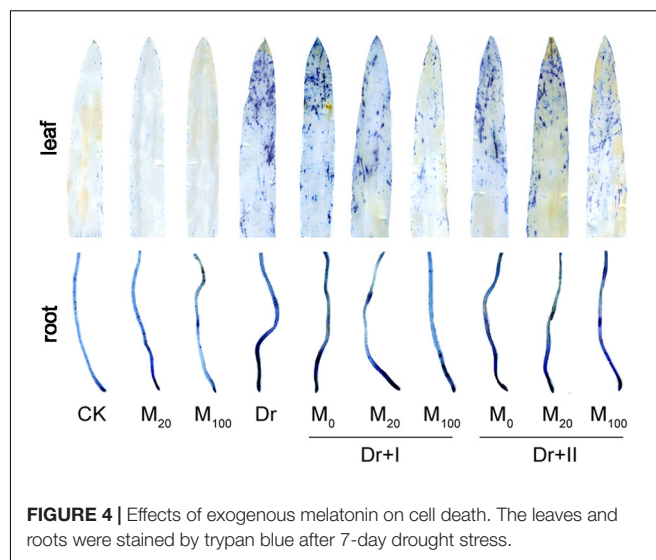 leaf
root
CK M₂₀ M₁₀₀ Dr M₀ M₂₀ M₁₀₀ M₀ M₂₀ M₁₀₀
Dr+I Dr+II
FIGURE 4 | Effects of exogenous melatonin on cell death. The leaves and
roots were stained by trypan blue after 7-day drought stress.